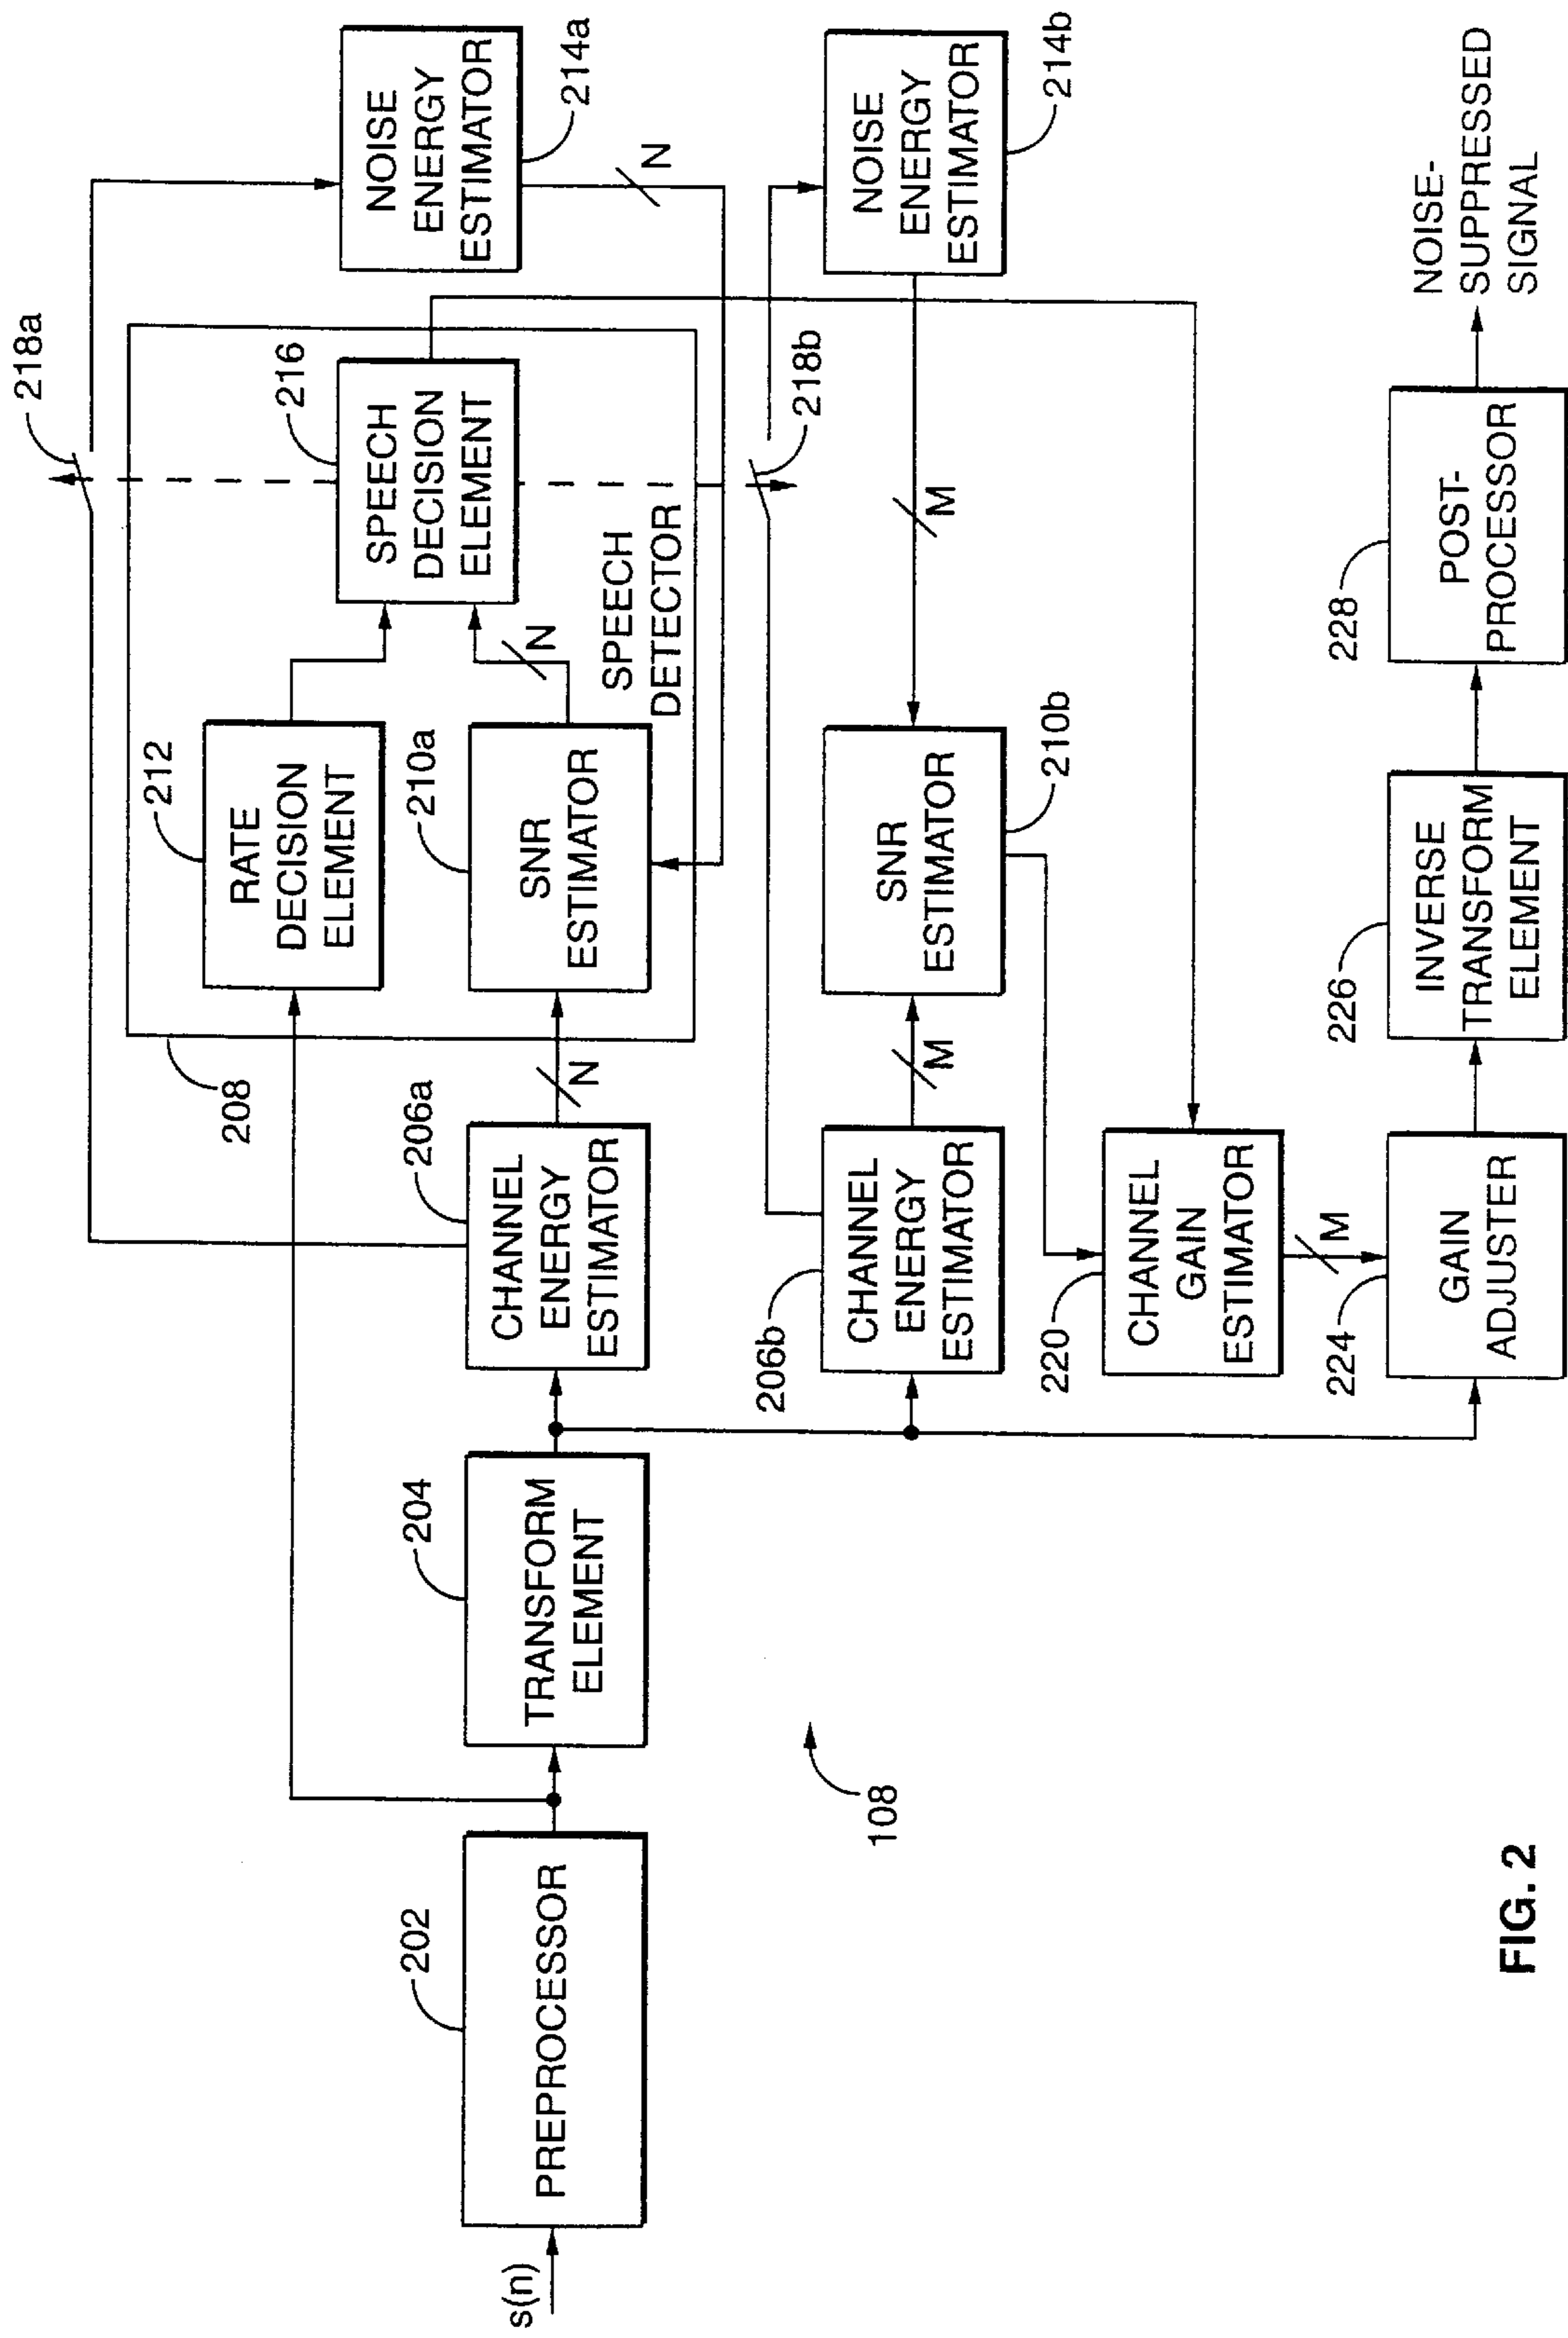 218a
NOISE
ENERGY
ESTIMATOR
214a
N
216
SPEECH
DECISION
ELEMENT
212
RATE
DECISION
ELEMENT
210a
SNR
ESTIMATOR
N
SPEECH
DETECTOR
208
206a
CHANNEL
ENERGY
ESTIMATOR
N
204
TRANSFORM
ELEMENT
202
PREPROCESSOR
s(n)
218b
NOISE
ENERGY
ESTIMATOR
214b
M
SNR
ESTIMATOR
210b
M
206b
CHANNEL
ENERGY
ESTIMATOR
108
220
CHANNEL
GAIN
ESTIMATOR
M
224
GAIN
ADJUSTER
226
INVERSE
TRANSFORM
ELEMENT
228
POST-
PROCESSOR
NOISE-
SUPPRESSED
SIGNAL
FIG. 2